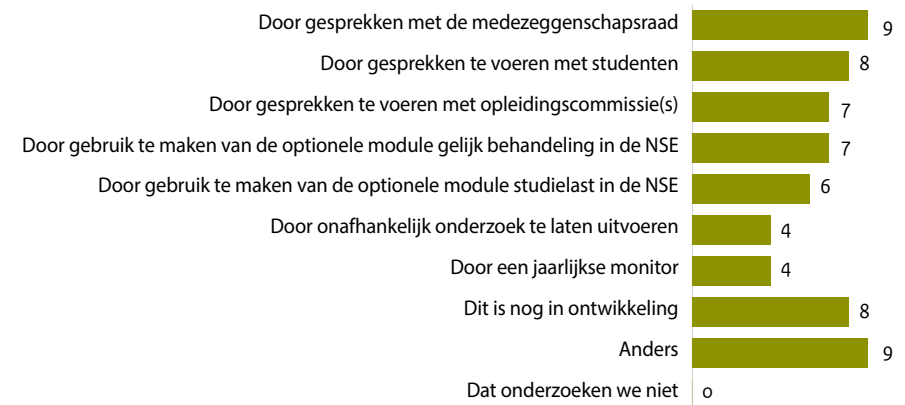 Door gesprekken met de medezeggenschapsraad 9
Door gesprekken te voeren met studenten 8
Door gesprekken te voeren met opleidingscommissie(s) 7
Door gebruik te maken van de optionele module gelijk behandeling in de NSE 7
Door gebruik te maken van de optionele module studielast in de NSE 6
Door onafhankelijk onderzoek te laten uitvoeren 4
Door een jaarlijkse monitor 4
Dit is nog in ontwikkeling 8
Anders 9
Dat onderzoeken we niet 0